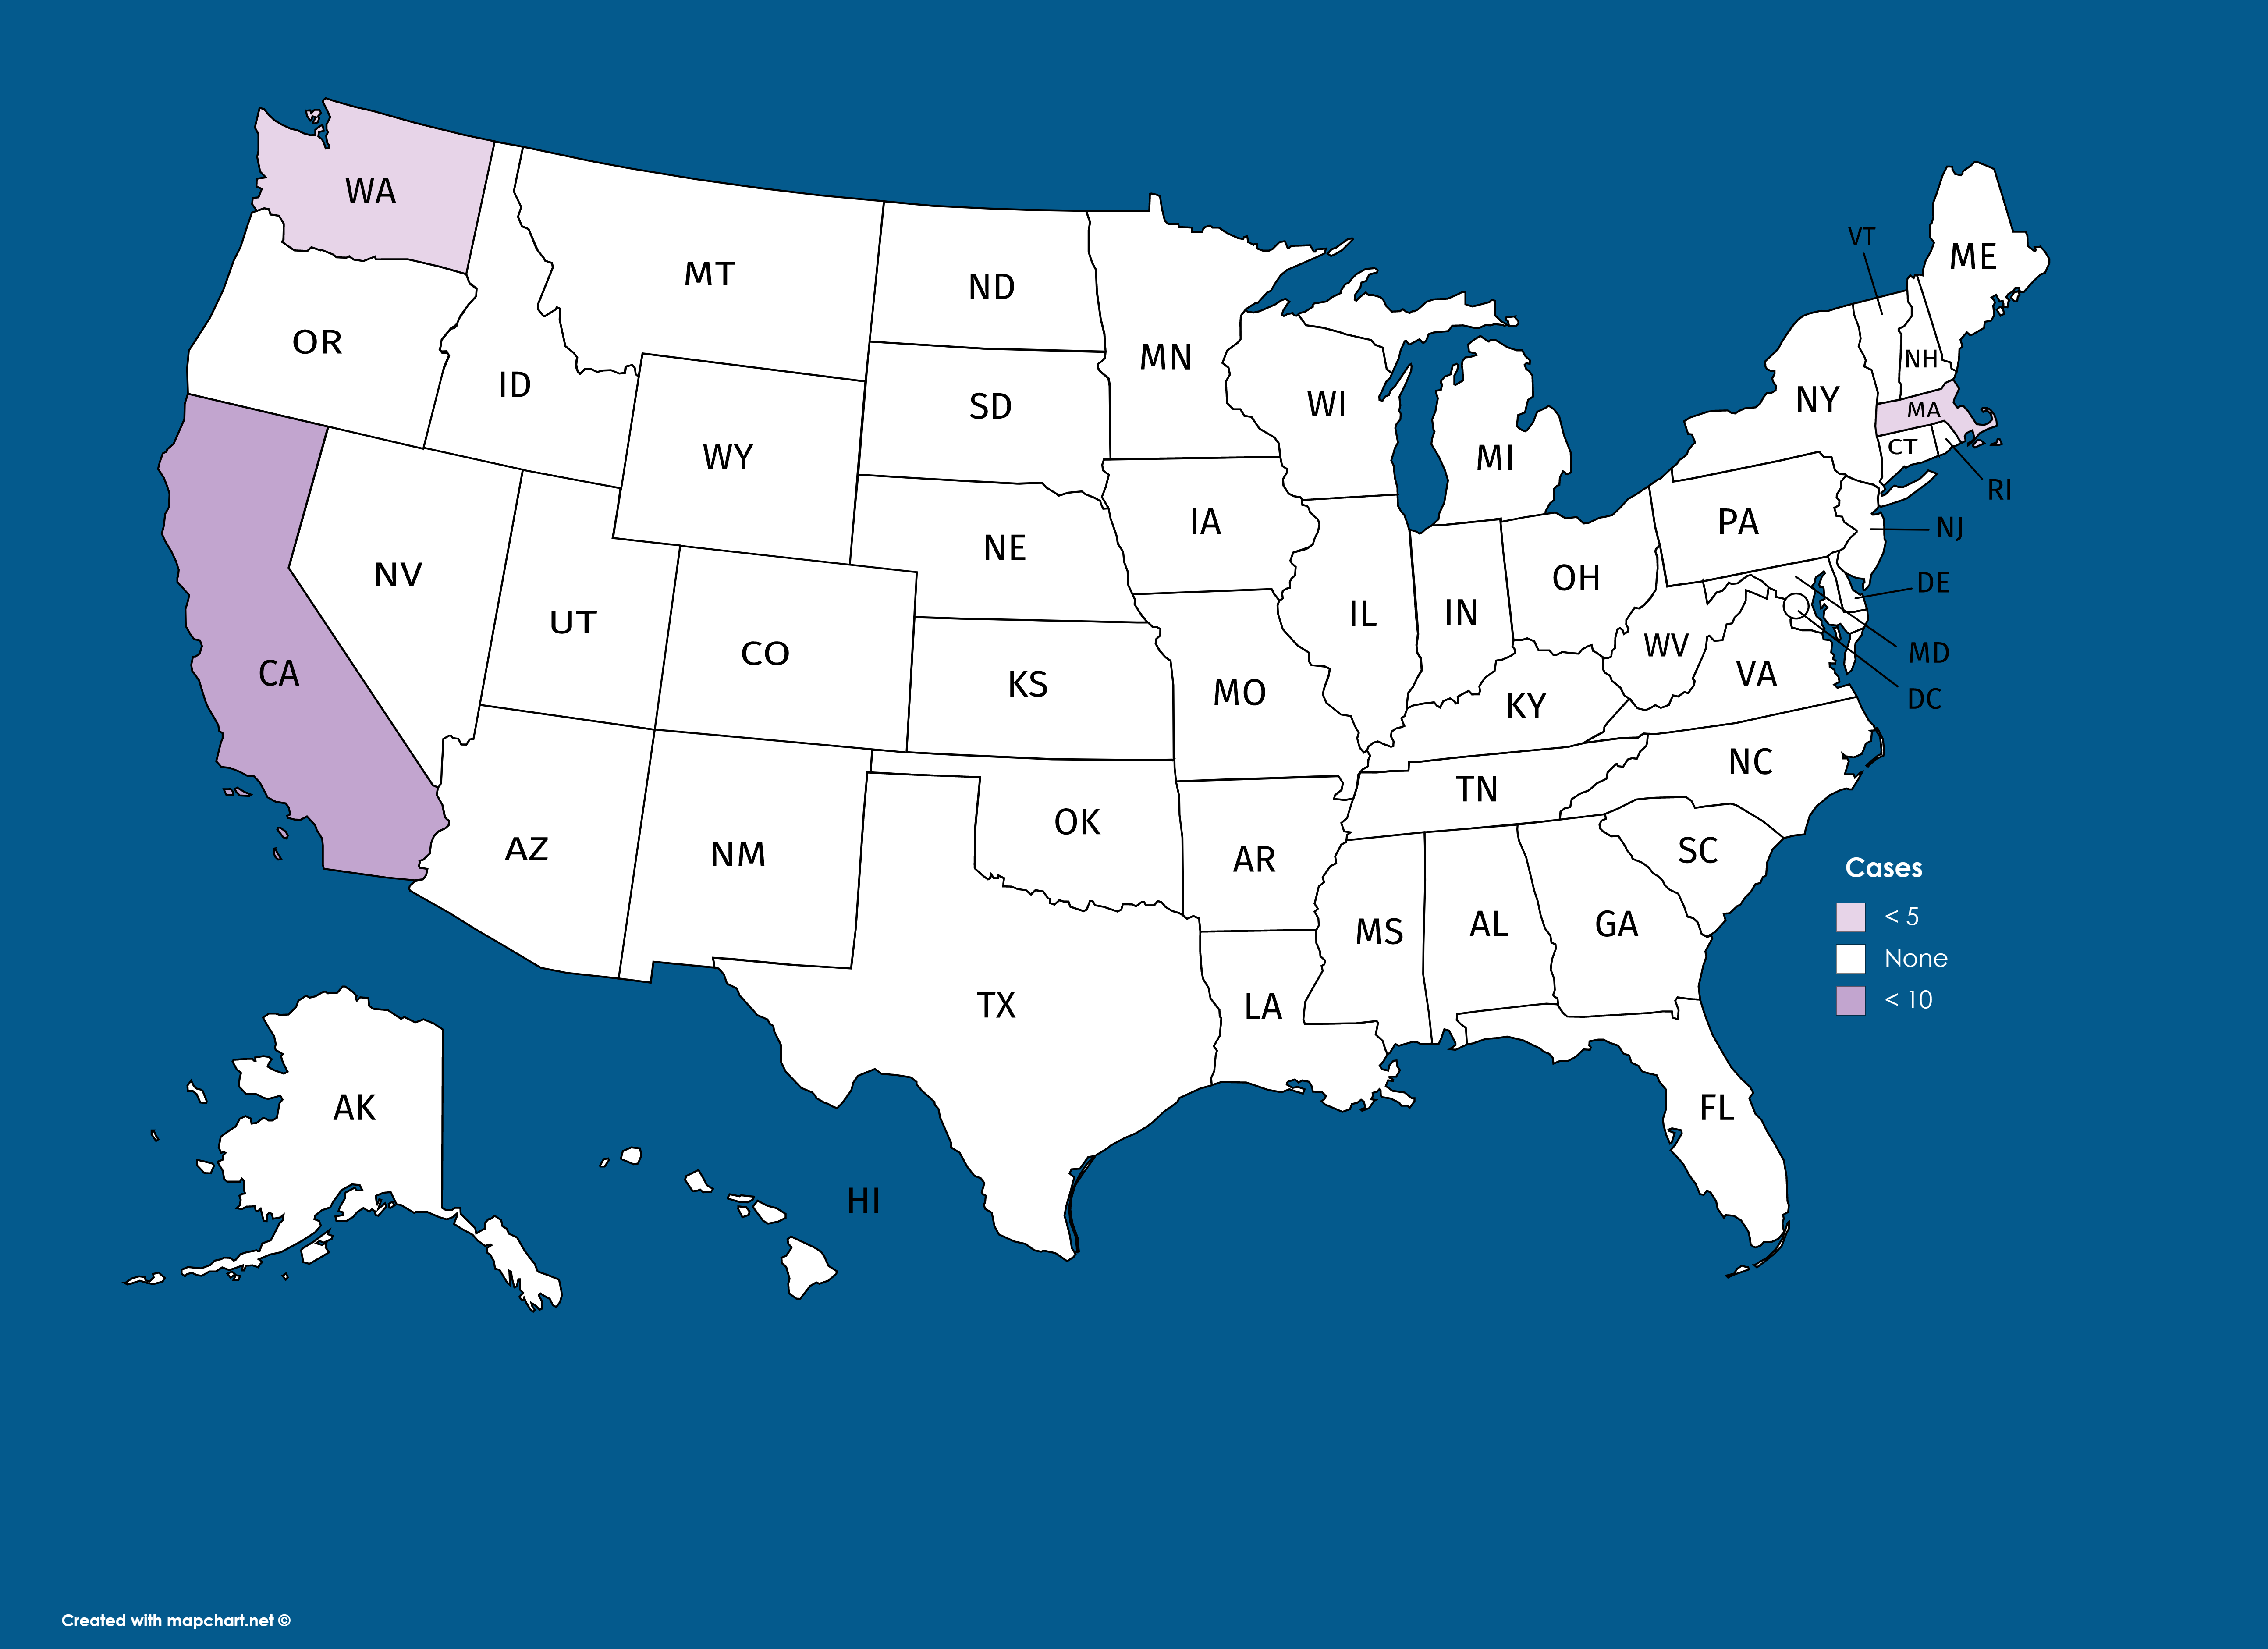 WA
MT
ND
MN
VT
ME
OR
ID
SD
WI
NH
NY
MA
WY
MI
CT
RI
NV
NE
IA
PA
NJ
UT
CO
IL
IN
OH
DE
CA
KS
MO
WV
VA
MD
DC
KY
AZ
NM
OK
AR
TN
NC
SC
TX
LA
MS
AL
GA
AK
HI
FL
Cases
< 5
None
< 10
Created with mapchart.net ©